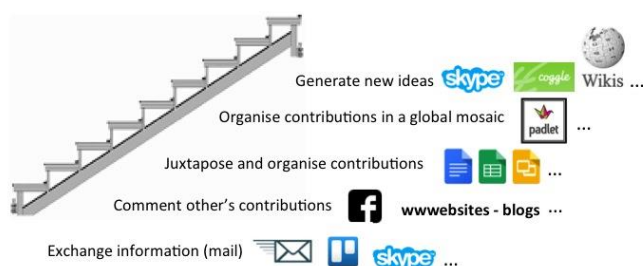 Generate new ideas skype coggle Wikis ...
Organise contributions in a global mosaic padlet ...
Juxtapose and organise contributions ...
Comment other's contributions f wwwebsites - blogs ...
Exchange information (mail) skype ...